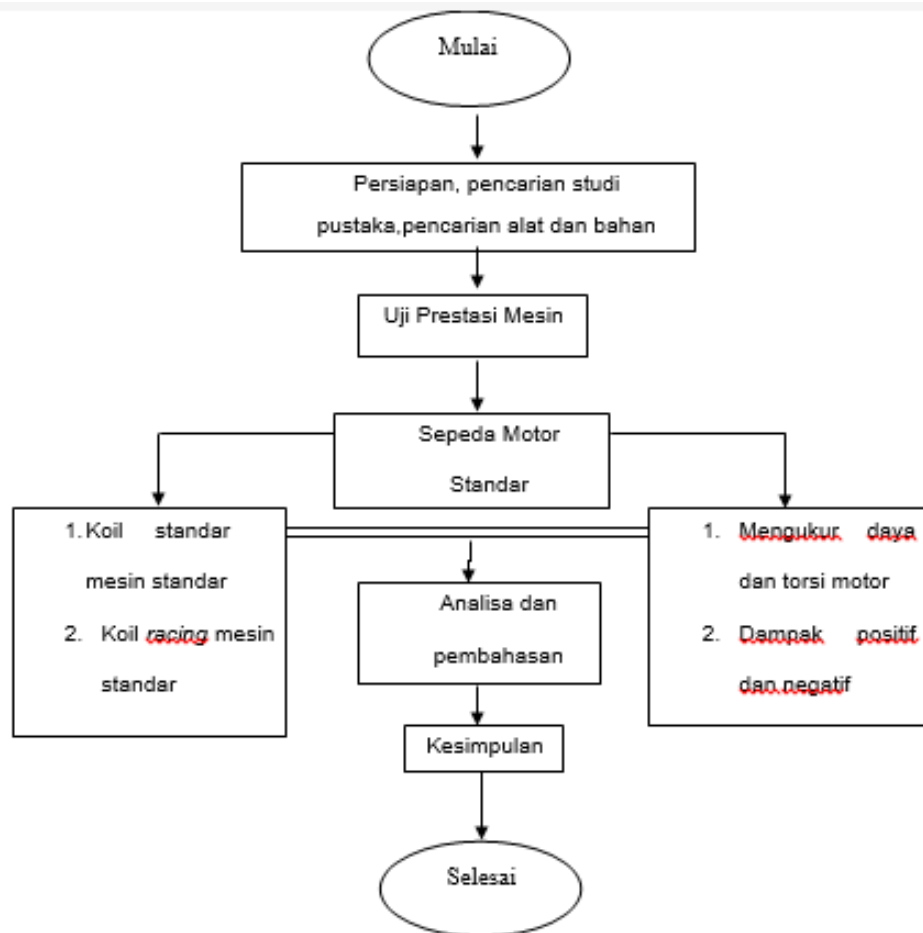 Mulai
Persiapan, pencarian studi
pustaka,pencarian alat dan bahan
Uji Prestasi Mesin
Sepeda Motor
Standar
1. Koil standar
mesin standar
2. Koil racing mesin
standar
1. Mengukur daya
dan torsi motor
2. Dampak positif
dan negatif
Analisa dan
pembahasan
Kesimpulan
Selesai